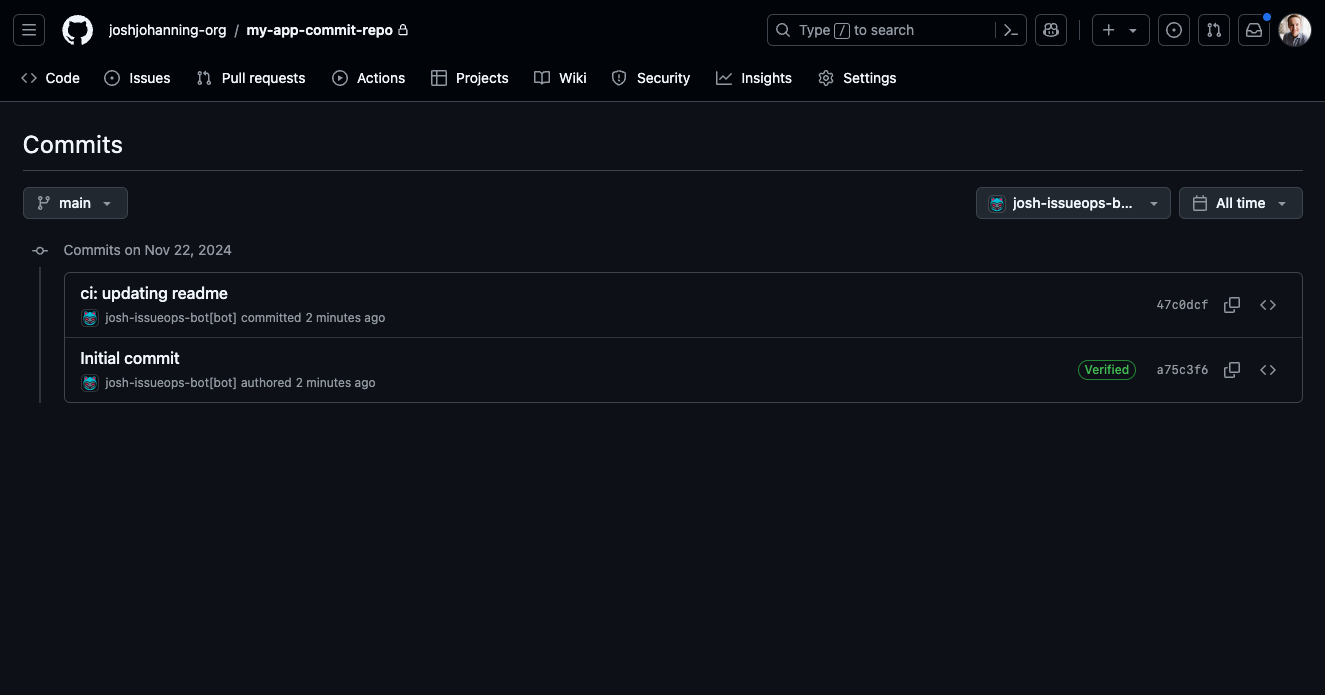 joshjohanning-org / my-app-commit-repo
Type / to search
Code Issues Pull requests Actions Projects Wiki Security Insights Settings
Commits
main josh-issueops-b... All time
Commits on Nov 22, 2024
ci: updating readme
josh-issueops-bot[bot] committed 2 minutes ago 47c0dcf
Initial commit
josh-issueops-bot[bot] authored 2 minutes ago Verified a75c3f6